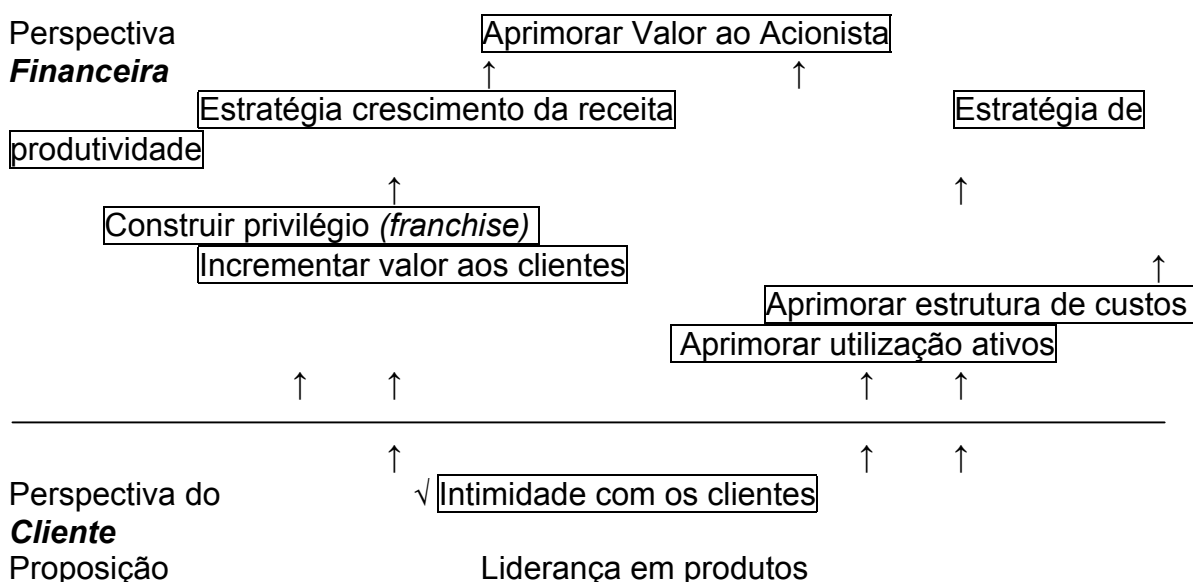 Perspectiva Aprimorar Valor ao Acionista
Financeira ↑ ↑
Estratégia crescimento da receita Estratégia de
produtividade
↑ ↑
Construir privilégio (franchise)
Incrementar valor aos clientes ↑
Aprimorar estrutura de custos
Aprimorar utilização ativos
↑ ↑ ↑ ↑
↑ ↑ ↑
Perspectiva do √ Intimidade com os clientes
Cliente
Proposição Liderança em produtos